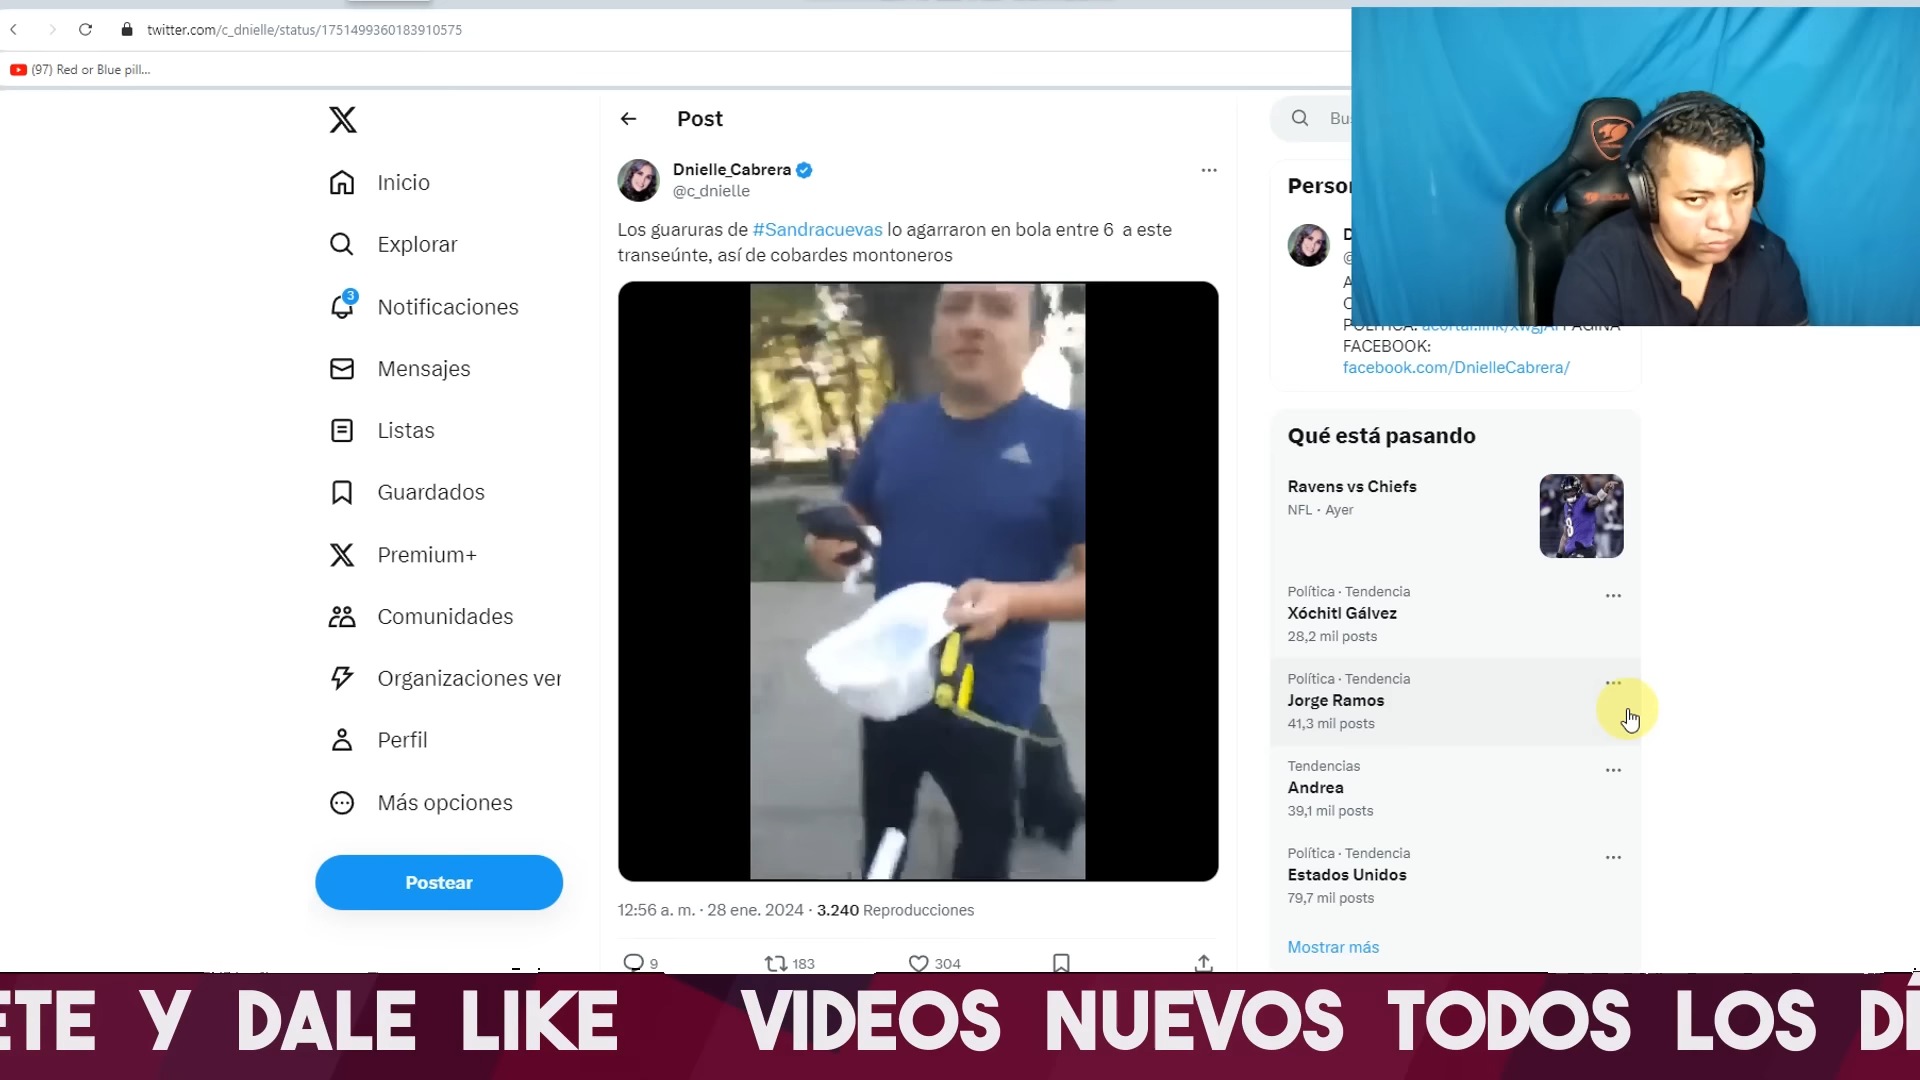 twitter.com/c_dnielle/status/1751499360183910575
(97) Red or Blue pill...
Inicio
Explorar
3
Notificaciones
Mensajes
Listas
Guardados
Premium+
Comunidades
Organizaciones ver
Perfil
Más opciones
Postear
Post
Dnielle_Cabrera
@c_dnielle
Los guaruras de #Sandracuevas lo agarraron en bola entre 6 a este
transeúnte, así de cobardes montoneros
12:56 a. m. · 28 ene. 2024 · 3.240 Reproducciones
9 183 304
FACEBOOK:
facebook.com/DnielleCabrera/
Qué está pasando
Ravens vs Chiefs
NFL · Ayer
Política · Tendencia
Xóchitl Gálvez
28,2 mil posts
Política · Tendencia
Jorge Ramos
41,3 mil posts
Tendencias
Andrea
39,1 mil posts
Política · Tendencia
Estados Unidos
79,7 mil posts
Mostrar más
ETE Y DALE LIKE VIDEOS NUEVOS TODOS LOS DÍ